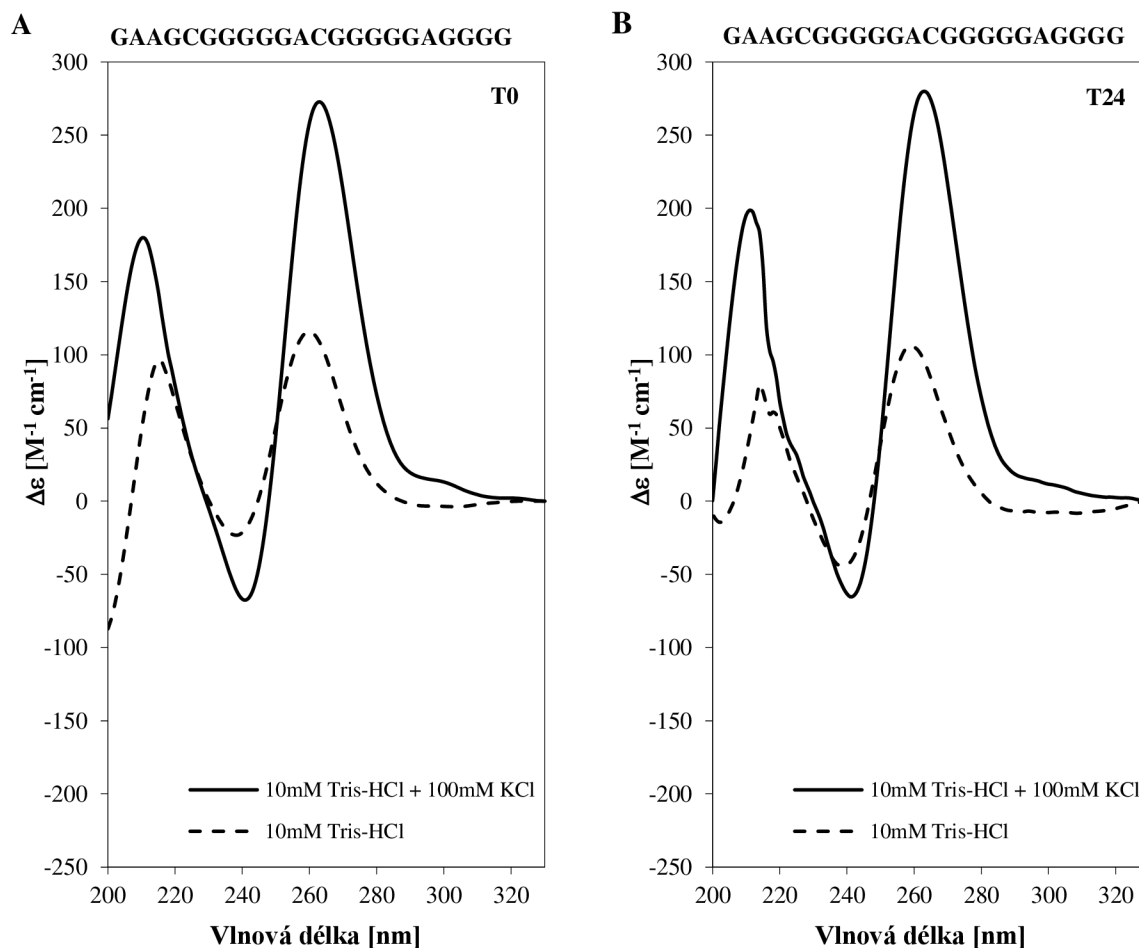 A
GAAGCGGGGGACGGGGGAGGGG
T0
300
250
200
150
100
50
0
-50
-100
-150
-200
-250
Δε [M⁻¹ cm⁻¹]
10mM Tris-HCl + 100mM KCl
10mM Tris-HCl
200 220 240 260 280 300 320
Vlnová délka [nm]
B
GAAGCGGGGGACGGGGGAGGGG
T24
300
250
200
150
100
50
0
-50
-100
-150
-200
-250
Δε [M⁻¹ cm⁻¹]
10mM Tris-HCl + 100mM KCl
10mM Tris-HCl
200 220 240 260 280 300 320
Vlnová délka [nm]